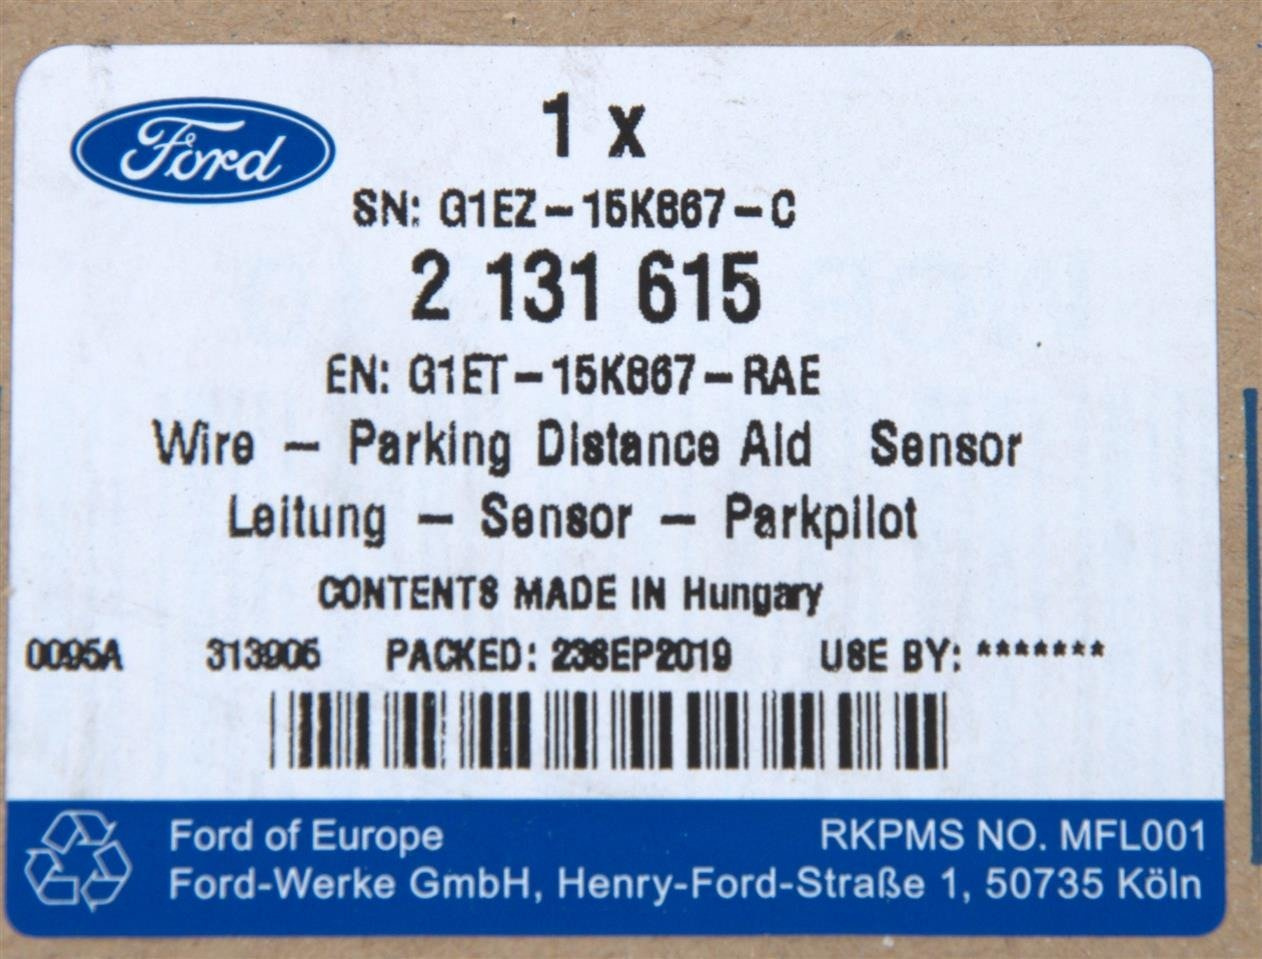 Ford
1 x
SN: G1EZ-15K867-C
2 131 615
EN: G1ET-15K867-RAE
Wire - Parking Distance Aid Sensor
Leitung - Sensor - Parkpilot
CONTENTS MADE IN Hungary
0095A 313906 PACKED: 23SEP2019 USE BY: *******
Ford of Europe RKPMS NO. MFL001
Ford-Werke GmbH, Henry-Ford-Straße 1, 50735 Köln